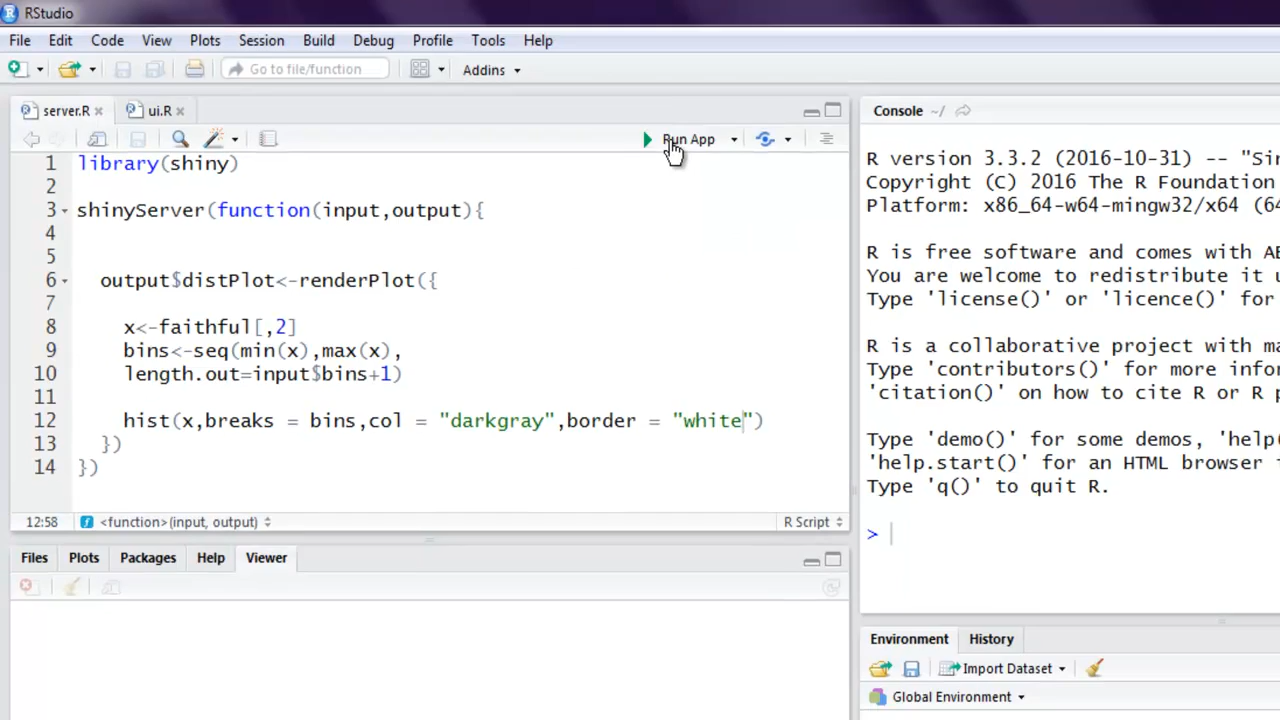 RStudio
File Edit Code View Plots Session Build Debug Profile Tools Help
Go to file/function Addins
server.R ui.R
Run App
1 library(shiny)
2
3 shinyServer(function(input,output){
4
5
6 output$distPlot<-renderPlot({
7
8 x<-faithful[,2]
9 bins<-seq(min(x),max(x),
10 length.out=input$bins+1)
11
12 hist(x,breaks = bins,col = "darkgray",border = "white")
13 })
14 })
12:58 <function>(input, output) R Script
Files Plots Packages Help Viewer
Console ~/
R version 3.3.2 (2016-10-31) -- "Sin
Copyright (C) 2016 The R Foundation
Platform: x86_64-w64-mingw32/x64 (64
R is free software and comes with AB
You are welcome to redistribute it u
Type 'license()' or 'licence()' for
R is a collaborative project with ma
Type 'contributors()' for more infor
'citation()' on how to cite R or R p
Type 'demo()' for some demos, 'help(
'help.start()' for an HTML browser i
Type 'q()' to quit R.
>
Environment History
Import Dataset
Global Environment